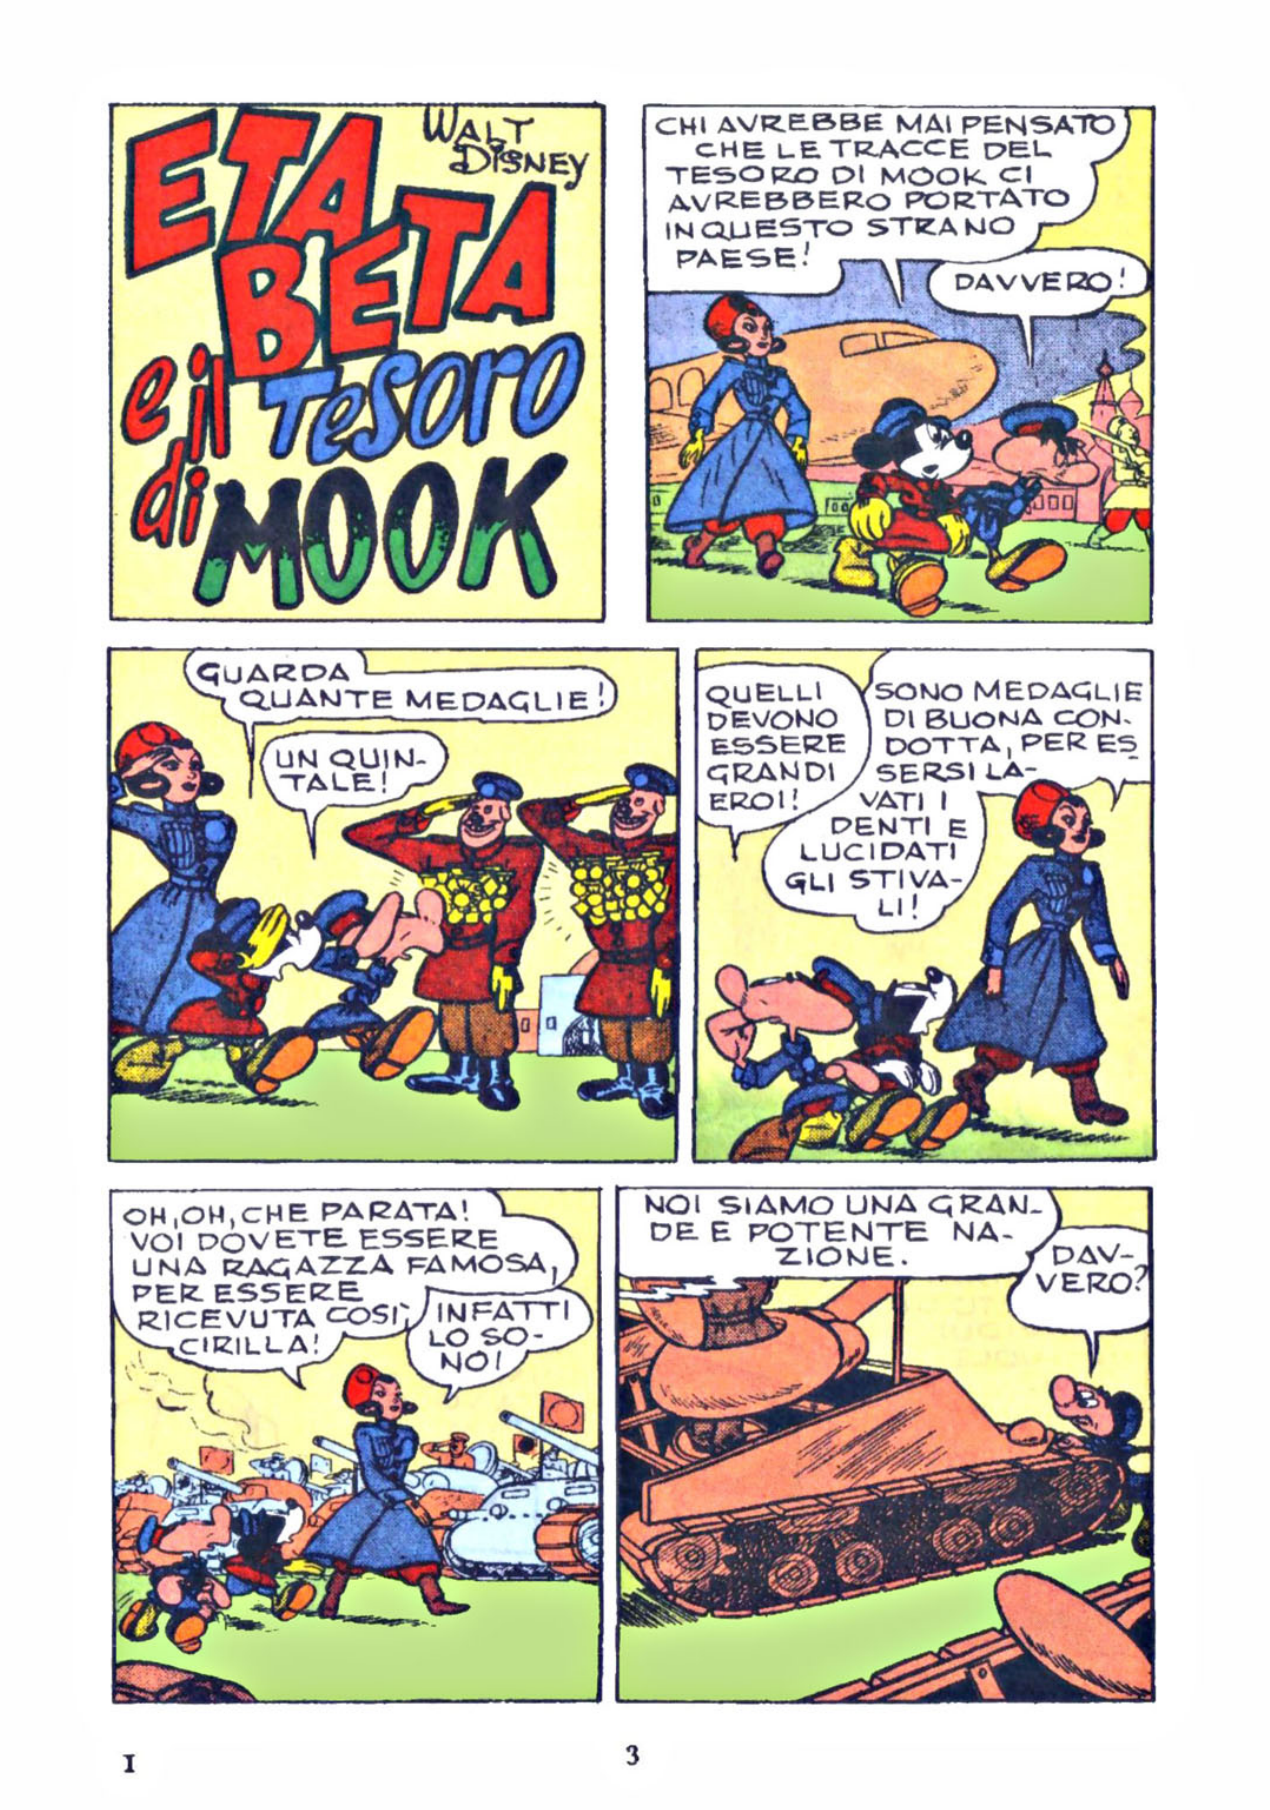 WALT
DISNEY
ETA
BETA
e il Tesoro
di MOOK
CHI AVREBBE MAI PENSATO
CHE LE TRACCE DEL
TESORO DI MOOK CI
AVREBBERO PORTATO
IN QUESTO STRANO
PAESE!
DAVVERO!
GUARDA
QUANTE MEDAGLIE!
UN QUIN-
TALE!
QUELLI
DEVONO
ESSERE
GRANDI
EROI!
SONO MEDAGLIE
DI BUONA CON-
DOTTA, PER ES
SERSI LA-
VATI I
DENTI E
LUCIDATI
GLI STIVA-
LI!
OH, OH, CHE PARATA!
VOI DOVETE ESSERE
UNA RAGAZZA FAMOSA,
PER ESSERE
RICEVUTA COSÌ,
CIRILLA!
INFATTI
LO SO-
NO!
NOI SIAMO UNA GRAN-
DE E POTENTE NA-
ZIONE.
DAV-
VERO?
I
3